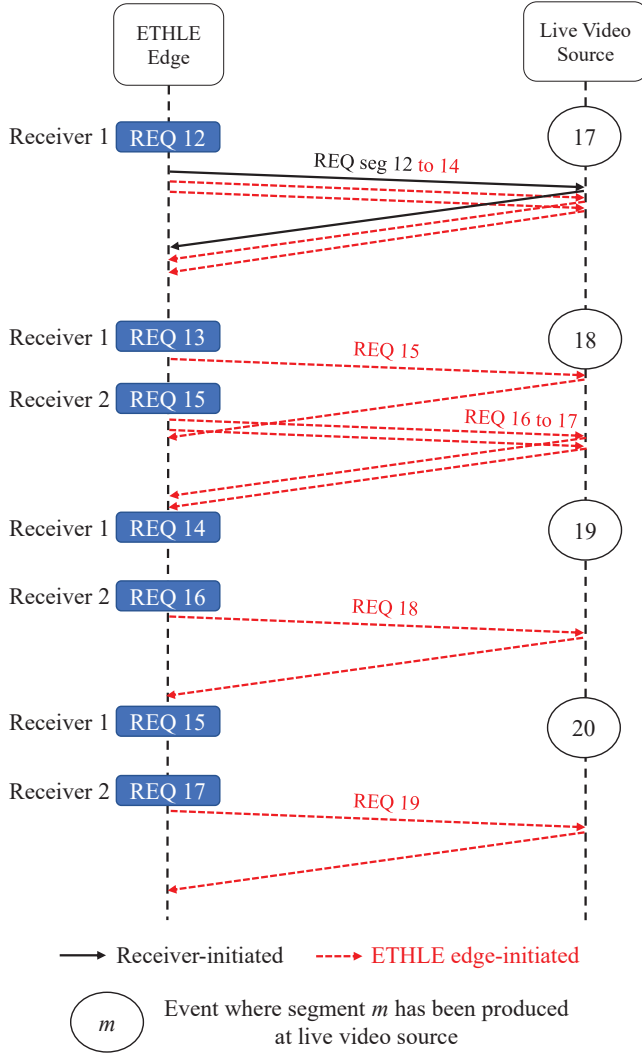 ETHLE
Edge
Live Video
Source
Receiver 1 REQ 12 17
REQ seg 12 to 14
Receiver 1 REQ 13 18
REQ 15
Receiver 2 REQ 15
REQ 16 to 17
Receiver 1 REQ 14 19
Receiver 2 REQ 16
REQ 18
Receiver 1 REQ 15 20
Receiver 2 REQ 17
REQ 19
Receiver-initiated ETHLE edge-initiated
m
Event where segment m has been produced
at live video source